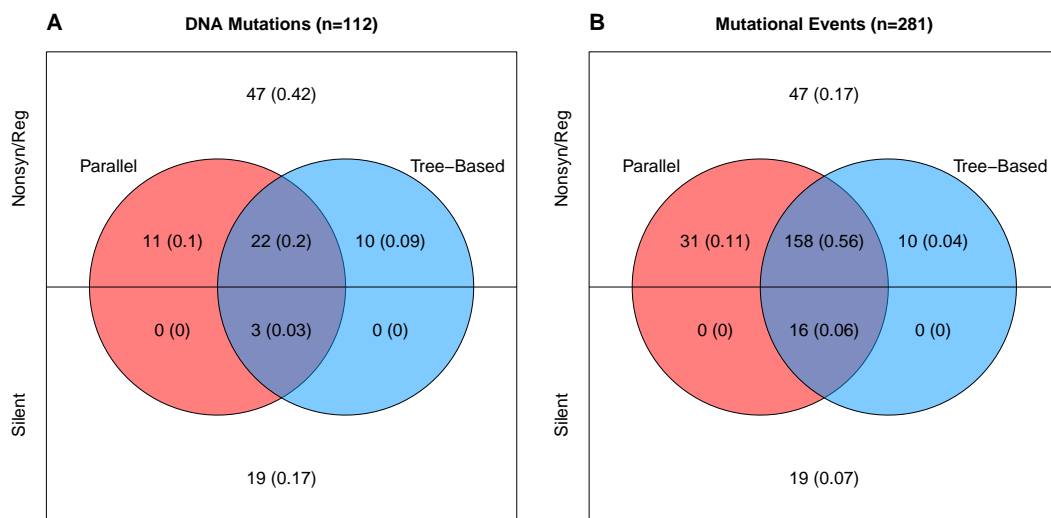 A
DNA Mutations (n=112)
Nonsyn/Reg
Silent
47 (0.42)
Parallel
Tree−Based
11 (0.1)
22 (0.2)
10 (0.09)
0 (0)
3 (0.03)
0 (0)
19 (0.17)
B
Mutational Events (n=281)
Nonsyn/Reg
Silent
47 (0.17)
Parallel
Tree−Based
31 (0.11)
158 (0.56)
10 (0.04)
0 (0)
16 (0.06)
0 (0)
19 (0.07)